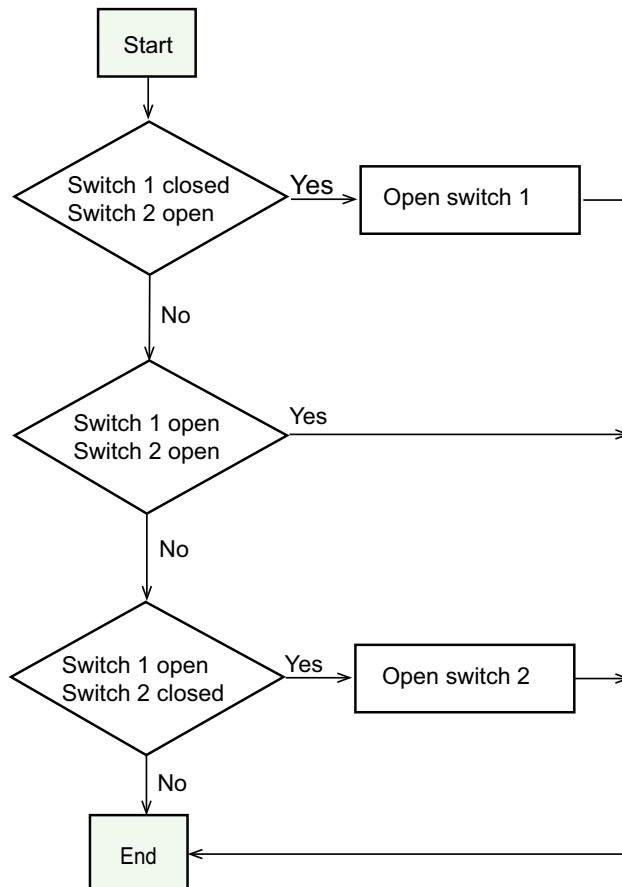 Start
Switch 1 closed
Switch 2 open
Yes
Open switch 1
No
Switch 1 open
Switch 2 open
Yes
No
Switch 1 open
Switch 2 closed
Yes
Open switch 2
No
End